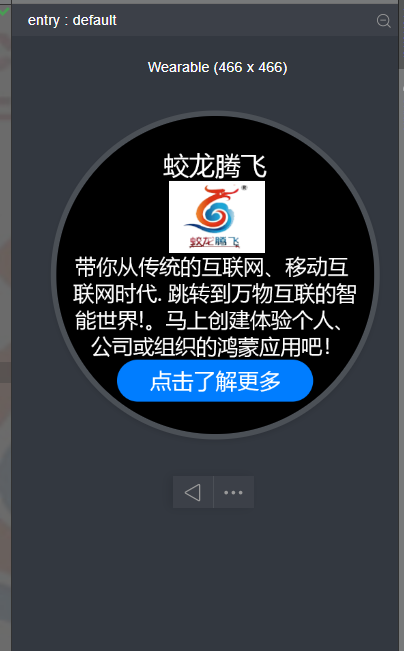 entry : default
Wearable (466 x 466)
蛟龙腾飞
®
蛟龙腾飞
带你从传统的互联网、移动互
联网时代. 跳转到万物互联的智
能世界!。马上创建体验个人、
公司或组织的鸿蒙应用吧!
点击了解更多